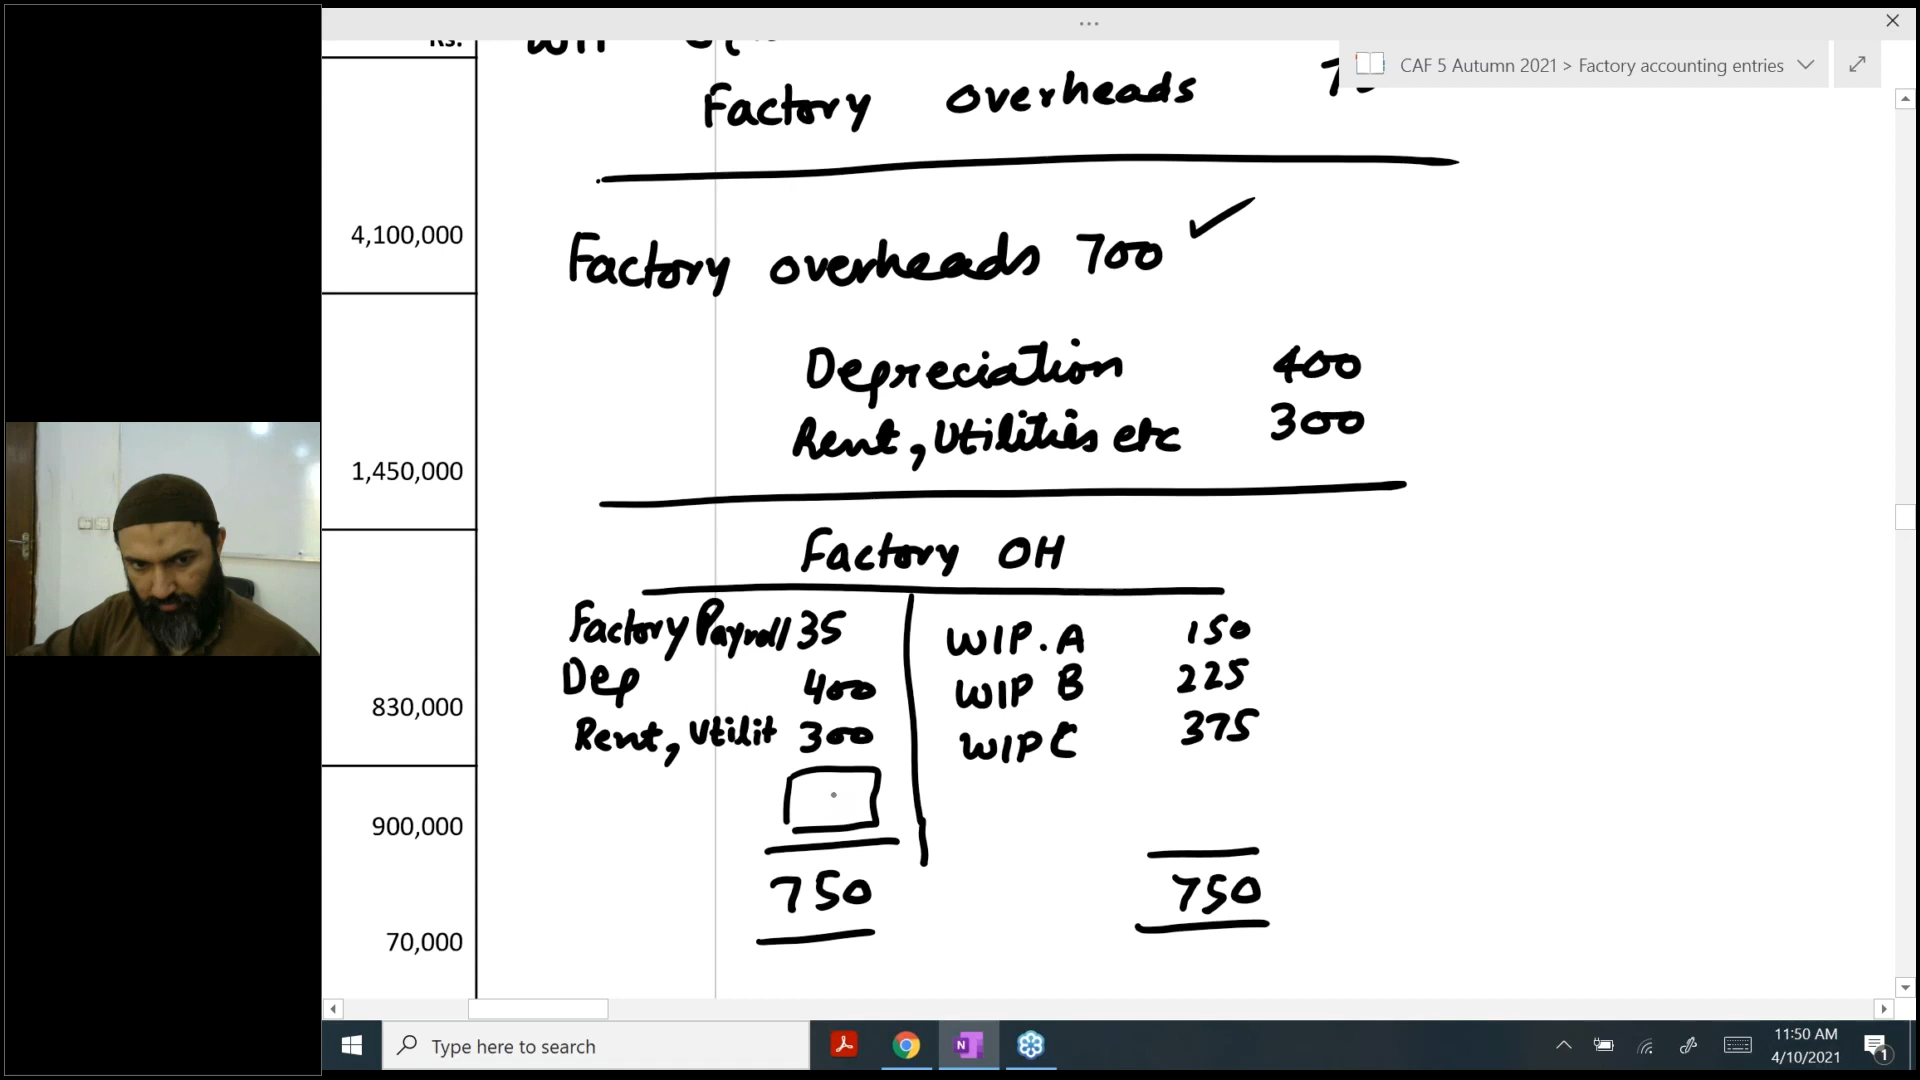 Rs.
CAF 5 Autumn 2021 > Factory accounting entries
Factory overheads
4,100,000
Factory overheads 700 ✓
Depreciation 400
Rent, Utilities etc 300
1,450,000
Factory OH
Factory Payroll 35 WIP. A 150
Dep 400 WIP B 225
830,000
Rent, Utilit 300 WIP C 375
900,000
750 750
70,000
Type here to search
11:50 AM
4/10/2021
1